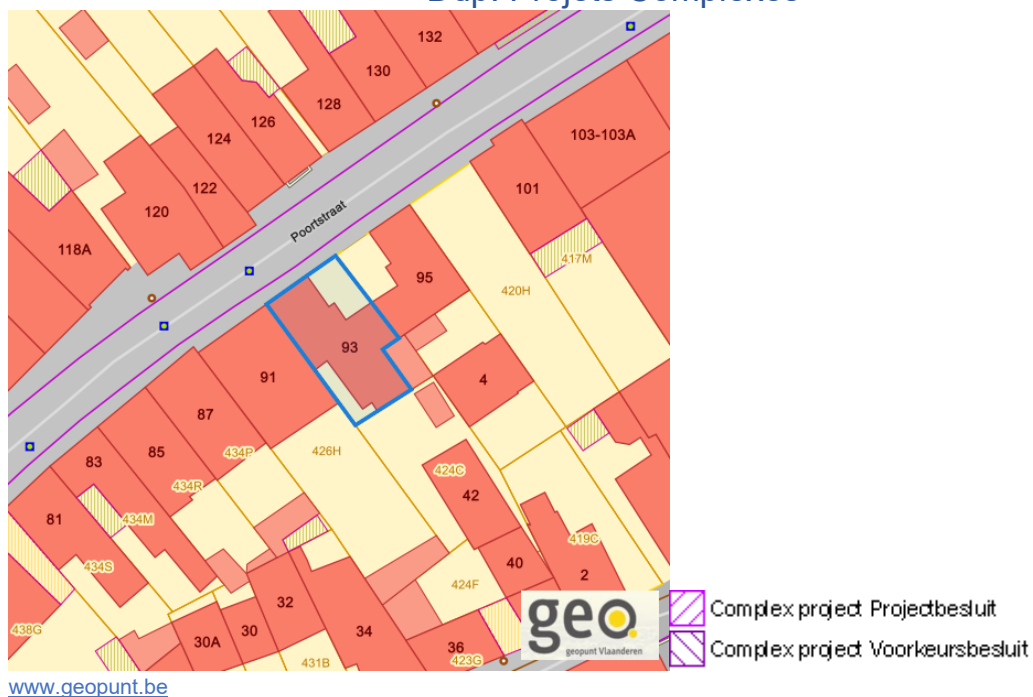 132
130
128
126
124
122
120
118A
103-103A
101
417M
Poortstraat
95
420H
93
91
4
87
434P
426H
85
83
434R
424C
42
81
434M
434S
419C
40
2
424F
32
438G
30A
30
34
431B
36
423G
geo.
geopunt Vlaanderen
Complex project Projectbesluit
Complex project Voorkeursbesluit
www.geopunt.be